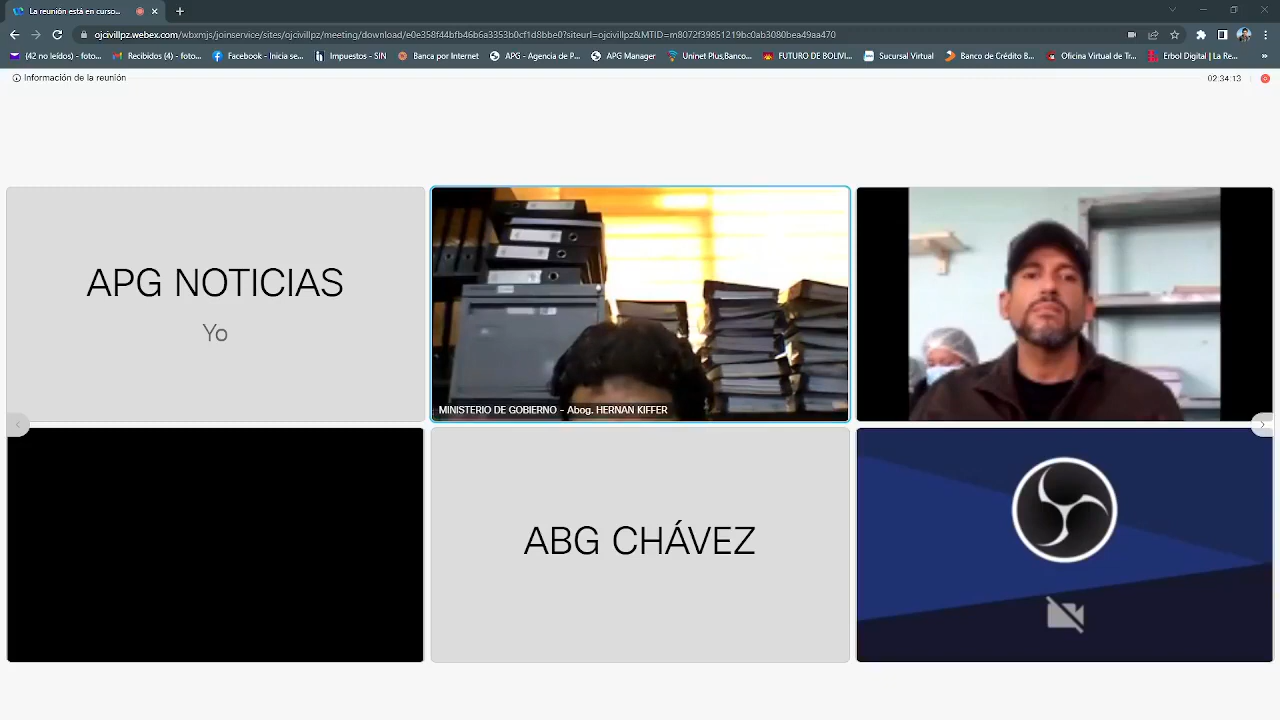 La reunión está en curso...
ojcivillpz.webex.com/wbxmjs/joinservice/sites/ojcivillpz/meeting/download/e0e358f44bfb46b6a3353c0cf1d8bbe0?siteurl=ojcivillpz&MTID=m8072f39851219bc0ab3080bea49aa470
(42 no leídos) - foto...
Recibidos (4) - foto...
Facebook - Inicia se...
Impuestos - SIN
Banca por Internet
APG - Agencia de P...
APG Manager
Uninet Plus,Banco...
FUTURO DE BOLIVI...
Sucursal Virtual
Banco de Crédito B...
Oficina Virtual de Tr...
Erbol Digital | La Re...
Información de la reunión
02:34:13
APG NOTICIAS
Yo
MINISTERIO DE GOBIERNO - Abog. HERNAN KIFFER
ABG CHÁVEZ